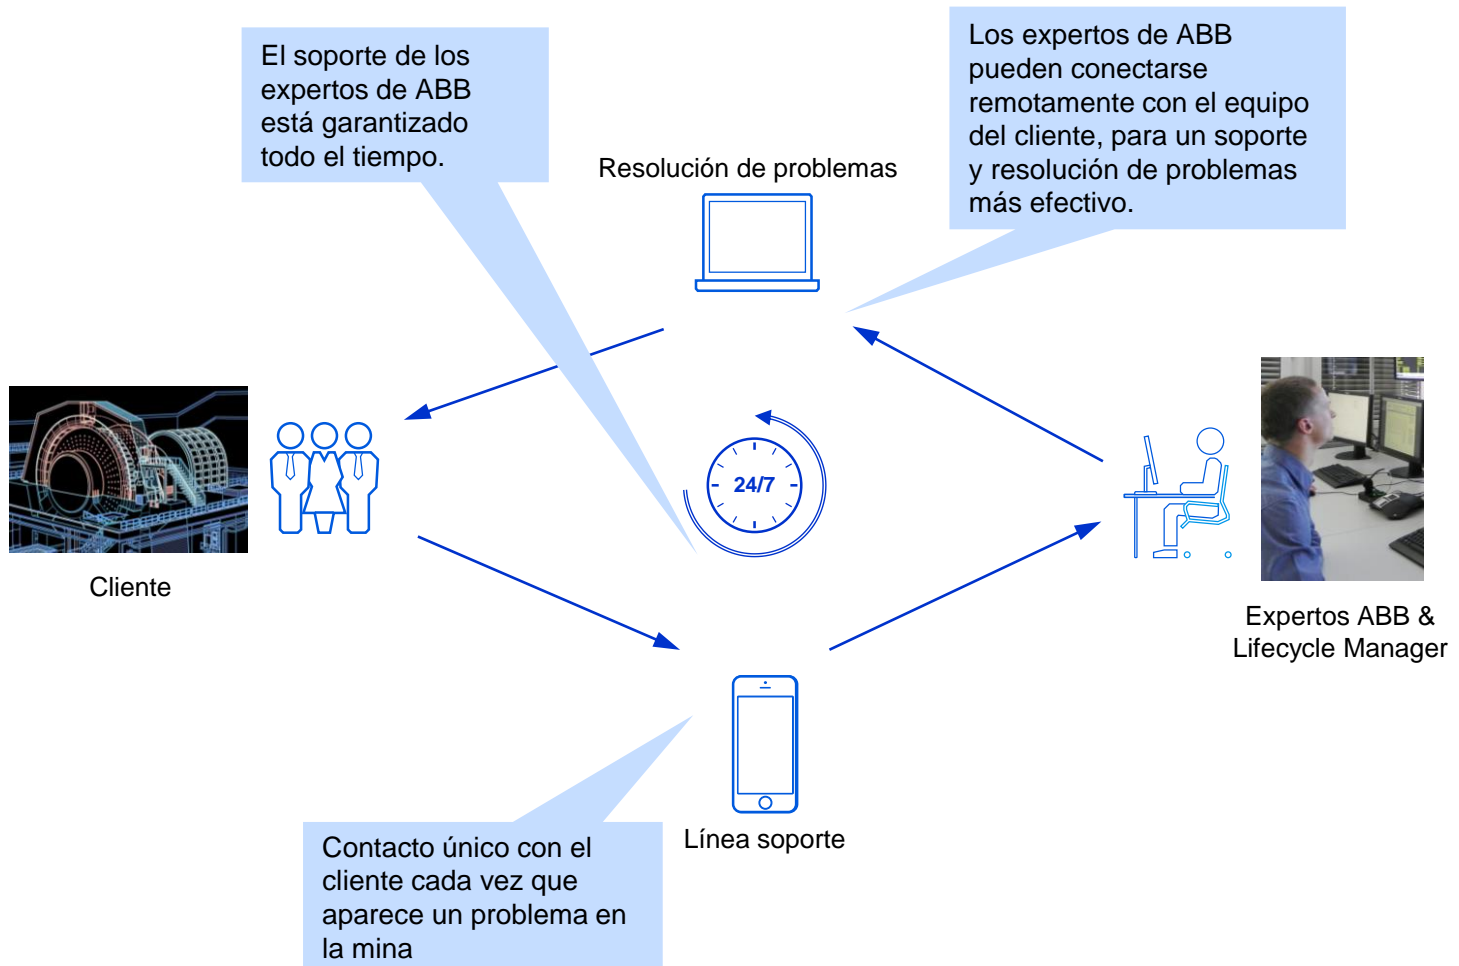 El soporte de los
expertos de ABB
está garantizado
todo el tiempo.
Los expertos de ABB
pueden conectarse
remotamente con el equipo
del cliente, para un soporte
y resolución de problemas
más efectivo.
Resolución de problemas
24/7
Cliente
Expertos ABB &
Lifecycle Manager
Línea soporte
Contacto único con el
cliente cada vez que
aparece un problema en
la mina